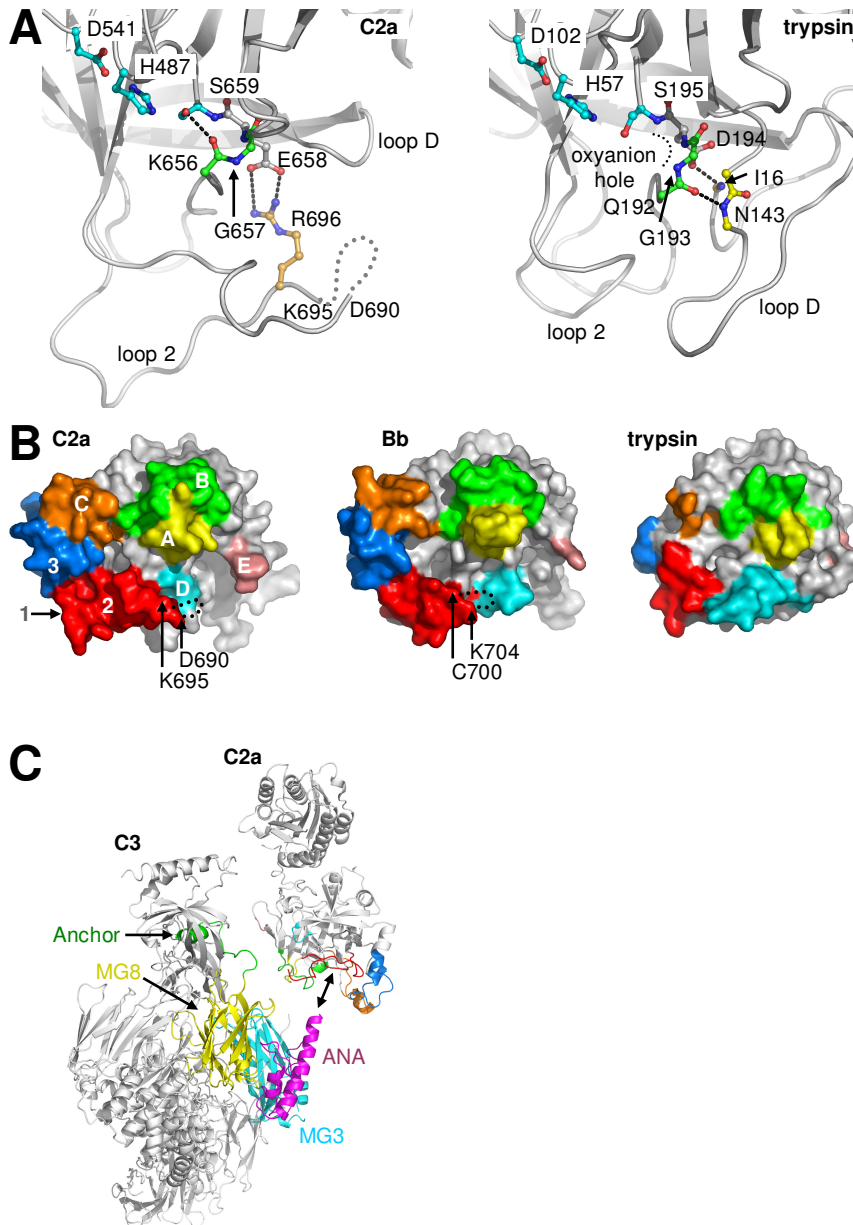 A
C2a
D541
H487
S659
loop D
K656
E658
G657
R696
K695
D690
loop 2
trypsin
D102
H57
S195
D194
oxyanion
hole
I16
Q192
N143
G193
loop D
loop 2
B
C2a
B
C
A
3
E
D
2
1
D690
K695
Bb
K704
C700
trypsin
C
C2a
C3
Anchor
MG8
ANA
MG3